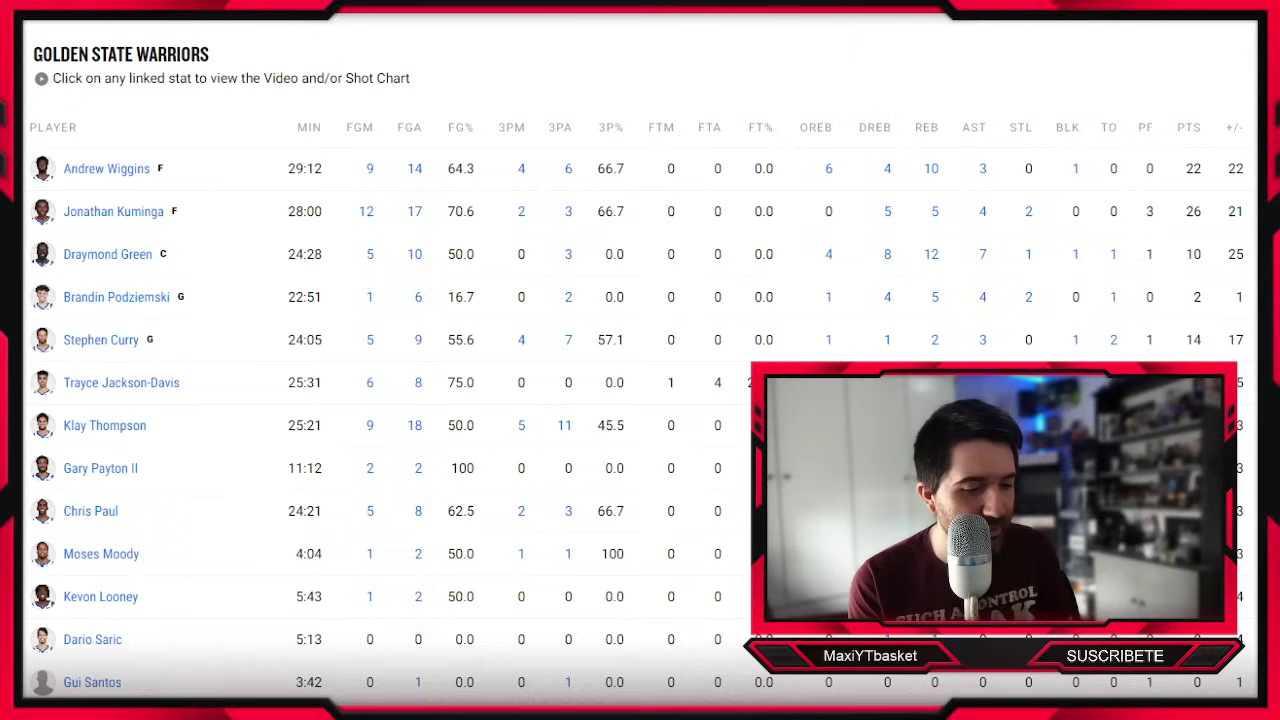 GOLDEN STATE WARRIORS
Click on any linked stat to view the Video and/or Shot Chart
PLAYER MIN FGM FGA FG% 3PM 3PA 3P% FTM FTA FT% OREB DREB REB AST STL BLK TO PF PTS +/-
Andrew Wiggins F 29:12 9 14 64.3 4 6 66.7 0 0 0.0 6 4 10 3 0 1 0 0 22 22
Jonathan Kuminga F 28:00 12 17 70.6 2 3 66.7 0 0 0.0 0 5 5 4 2 0 0 3 26 21
Draymond Green C 24:28 5 10 50.0 0 3 0.0 0 0 0.0 4 8 12 7 1 1 1 1 10 25
Brandin Podziemski G 22:51 1 6 16.7 0 2 0.0 0 0 0.0 1 4 5 4 2 0 1 0 2 1
Stephen Curry G 24:05 5 9 55.6 4 7 57.1 0 0 0.0 1 1 2 3 0 1 2 1 14 17
Trayce Jackson-Davis 25:31 6 8 75.0 0 0 0.0 1 4
Klay Thompson 25:21 9 18 50.0 5 11 45.5 0 0
Gary Payton II 11:12 2 2 100 0 0 0.0 0 0
Chris Paul 24:21 5 8 62.5 2 3 66.7 0 0
Moses Moody 4:04 1 2 50.0 1 1 100 0 0
Kevon Looney 5:43 1 2 50.0 0 0 0.0 0 0
Dario Saric 5:13 0 0 0.0 0 0 0.0 0 0
Gui Santos 3:42 0 1 0.0 0 1 0.0 0 0 0.0 0 0 0 0 0 0 0 1 0 1
SUCH A CONTROL
MaxiYTbasket
SUSCRIBETE